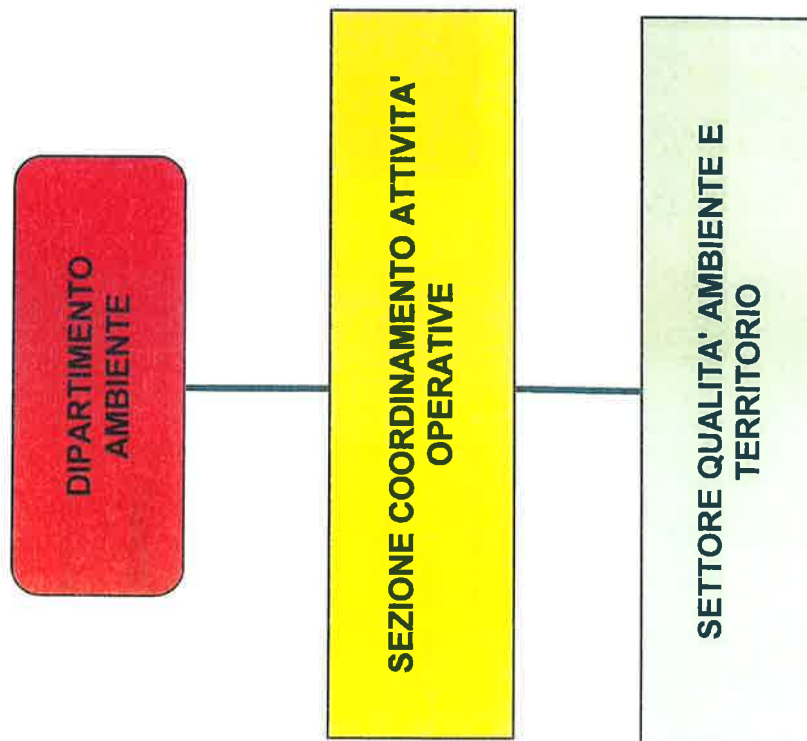 DIPARTIMENTO
AMBIENTE
SEZIONE COORDINAMENTO ATTIVITA'
OPERATIVE
SETTORE QUALITA' AMBIENTE E
TERRITORIO